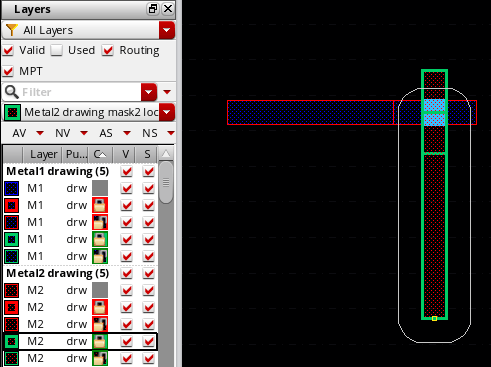 Layers
All Layers
Valid Used Routing
MPT
Filter
Metal2 drawing mask2 loc
AV NV AS NS
Layer Pu... C V S
Metal1 drawing (5)
M1 drw
M1 drw
M1 drw
M1 drw
M1 drw
Metal2 drawing (5)
M2 drw
M2 drw
M2 drw
M2 drw
M2 drw